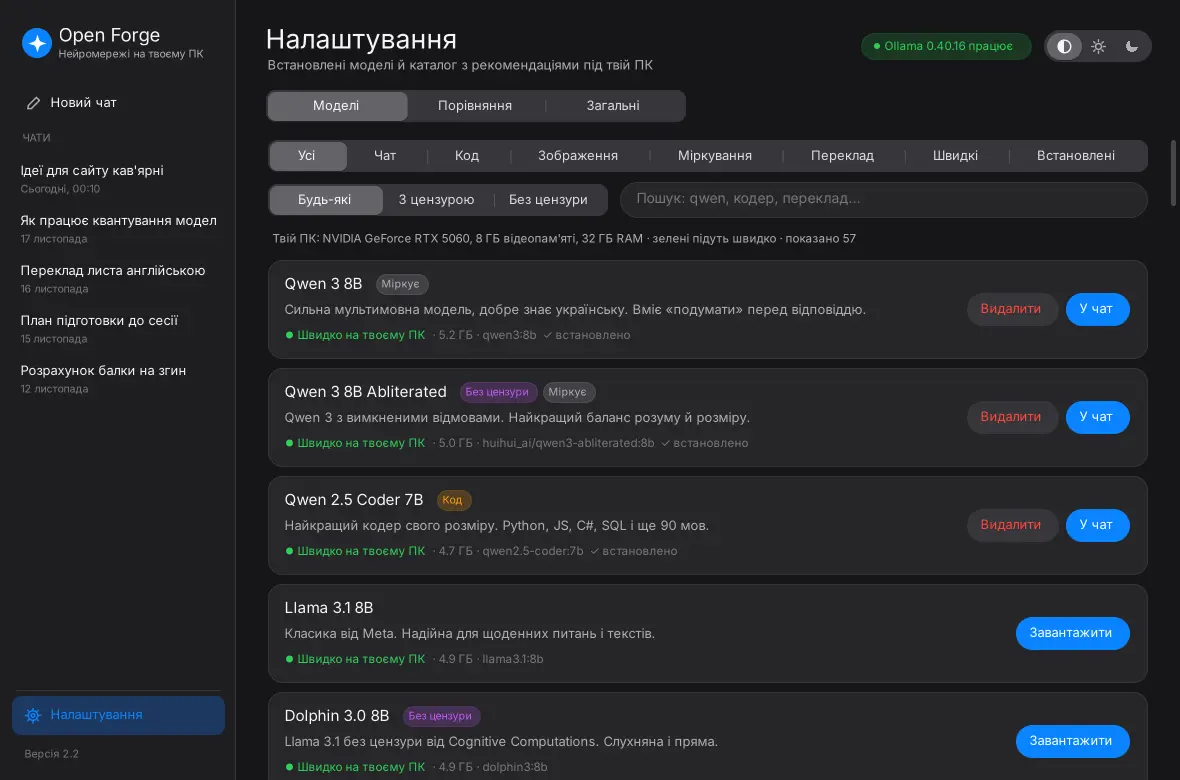 Open Forge
Нейромережі на твоєму ПК
Новий чат
ЧАТИ
Ідеї для сайту кав'ярні
Сьогодні, 00:10
Як працює квантування модел
17 листопада
Переклад листа англійською
16 листопада
План підготовки до сесії
15 листопада
Розрахунок балки на згин
12 листопада
Налаштування
Версія 2.2
Налаштування
Встановлені моделі й каталог з рекомендаціями під твій ПК
Ollama 0.40.16 працює
Моделі Порівняння Загальні
Усі Чат Код Зображення Міркування Переклад Швидкі Встановлені
Будь-які З цензурою Без цензури Пошук: qwen, кодер, переклад...
Твій ПК: NVIDIA GeForce RTX 5060, 8 ГБ відеопам'яті, 32 ГБ RAM · зелені підуть швидко · показано 57
Qwen 3 8B Міркує
Сильна мультимовна модель, добре знає українську. Вміє «подумати» перед відповіддю.
Швидко на твоєму ПК · 5.2 ГБ · qwen3:8b ✓ встановлено
Видалити У чат
Qwen 3 8B Abliterated Без цензури Міркує
Qwen 3 з вимкненими відмовами. Найкращий баланс розуму й розміру.
Швидко на твоєму ПК · 5.0 ГБ · huihui_ai/qwen3-abliterated:8b ✓ встановлено
Видалити У чат
Qwen 2.5 Coder 7B Код
Найкращий кодер свого розміру. Python, JS, C#, SQL і ще 90 мов.
Швидко на твоєму ПК · 4.7 ГБ · qwen2.5-coder:7b ✓ встановлено
Видалити У чат
Llama 3.1 8B
Класика від Meta. Надійна для щоденних питань і текстів.
Швидко на твоєму ПК · 4.9 ГБ · llama3.1:8b
Завантажити
Dolphin 3.0 8B Без цензури
Llama 3.1 без цензури від Cognitive Computations. Слухняна і пряма.
Швидко на твоєму ПК · 4.9 ГБ · dolphin3:8b
Завантажити